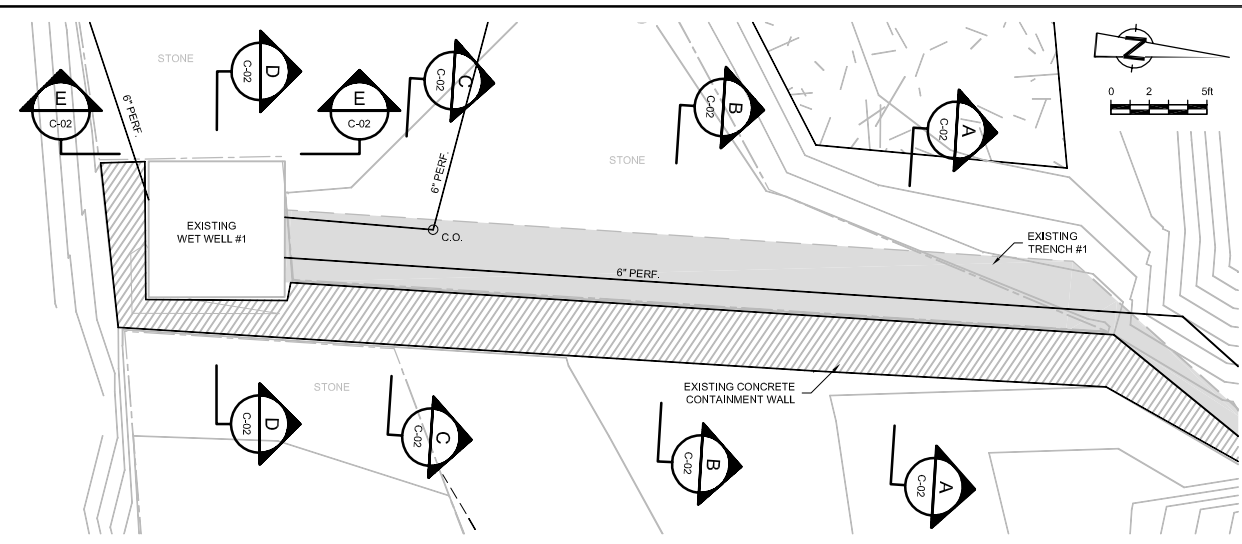 STONE
D
C-02
E
C-02
E
C-02
C
C-02
B
C-02
A
C-02
N
0 2 5ft
6" PERF.
6" PERF.
STONE
EXISTING
WET WELL #1
C.O.
EXISTING
TRENCH #1
6" PERF.
STONE
EXISTING CONCRETE
CONTAINMENT WALL
D
C-02
C
C-02
B
C-02
A
C-02